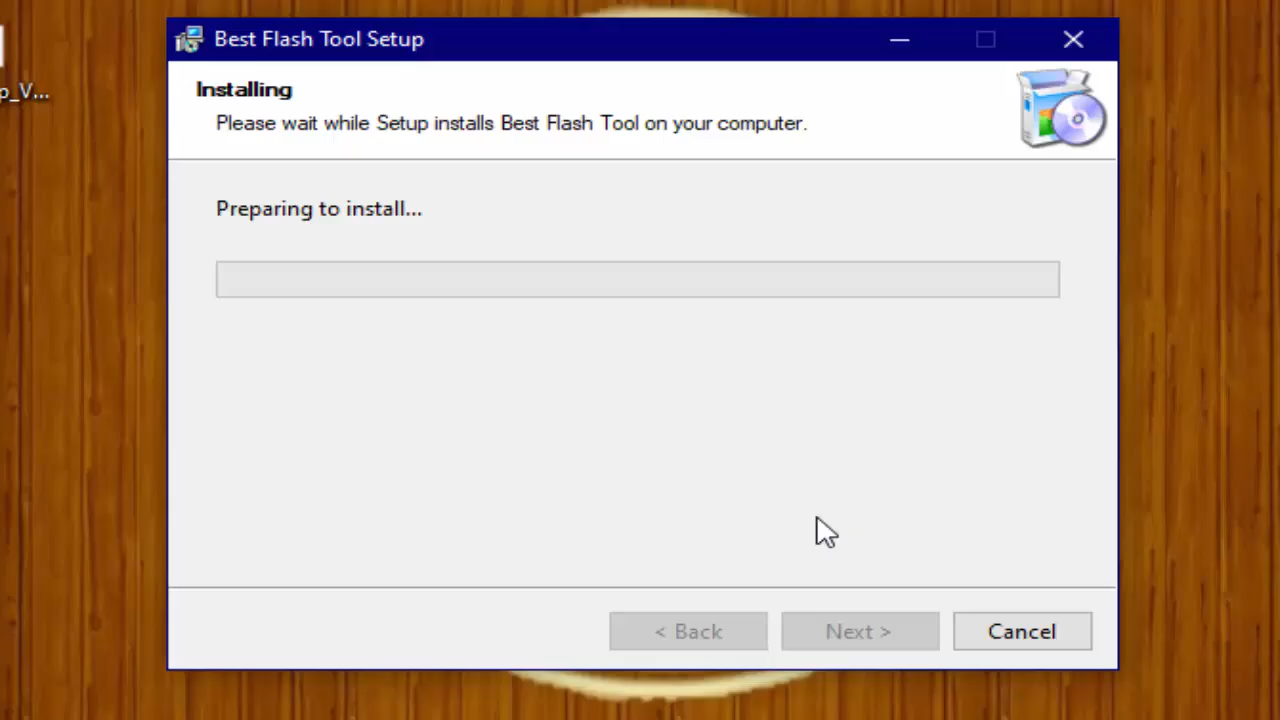 Best Flash Tool Setup
p_V...
Installing
Please wait while Setup installs Best Flash Tool on your computer.
Preparing to install...
< Back
Next >
Cancel